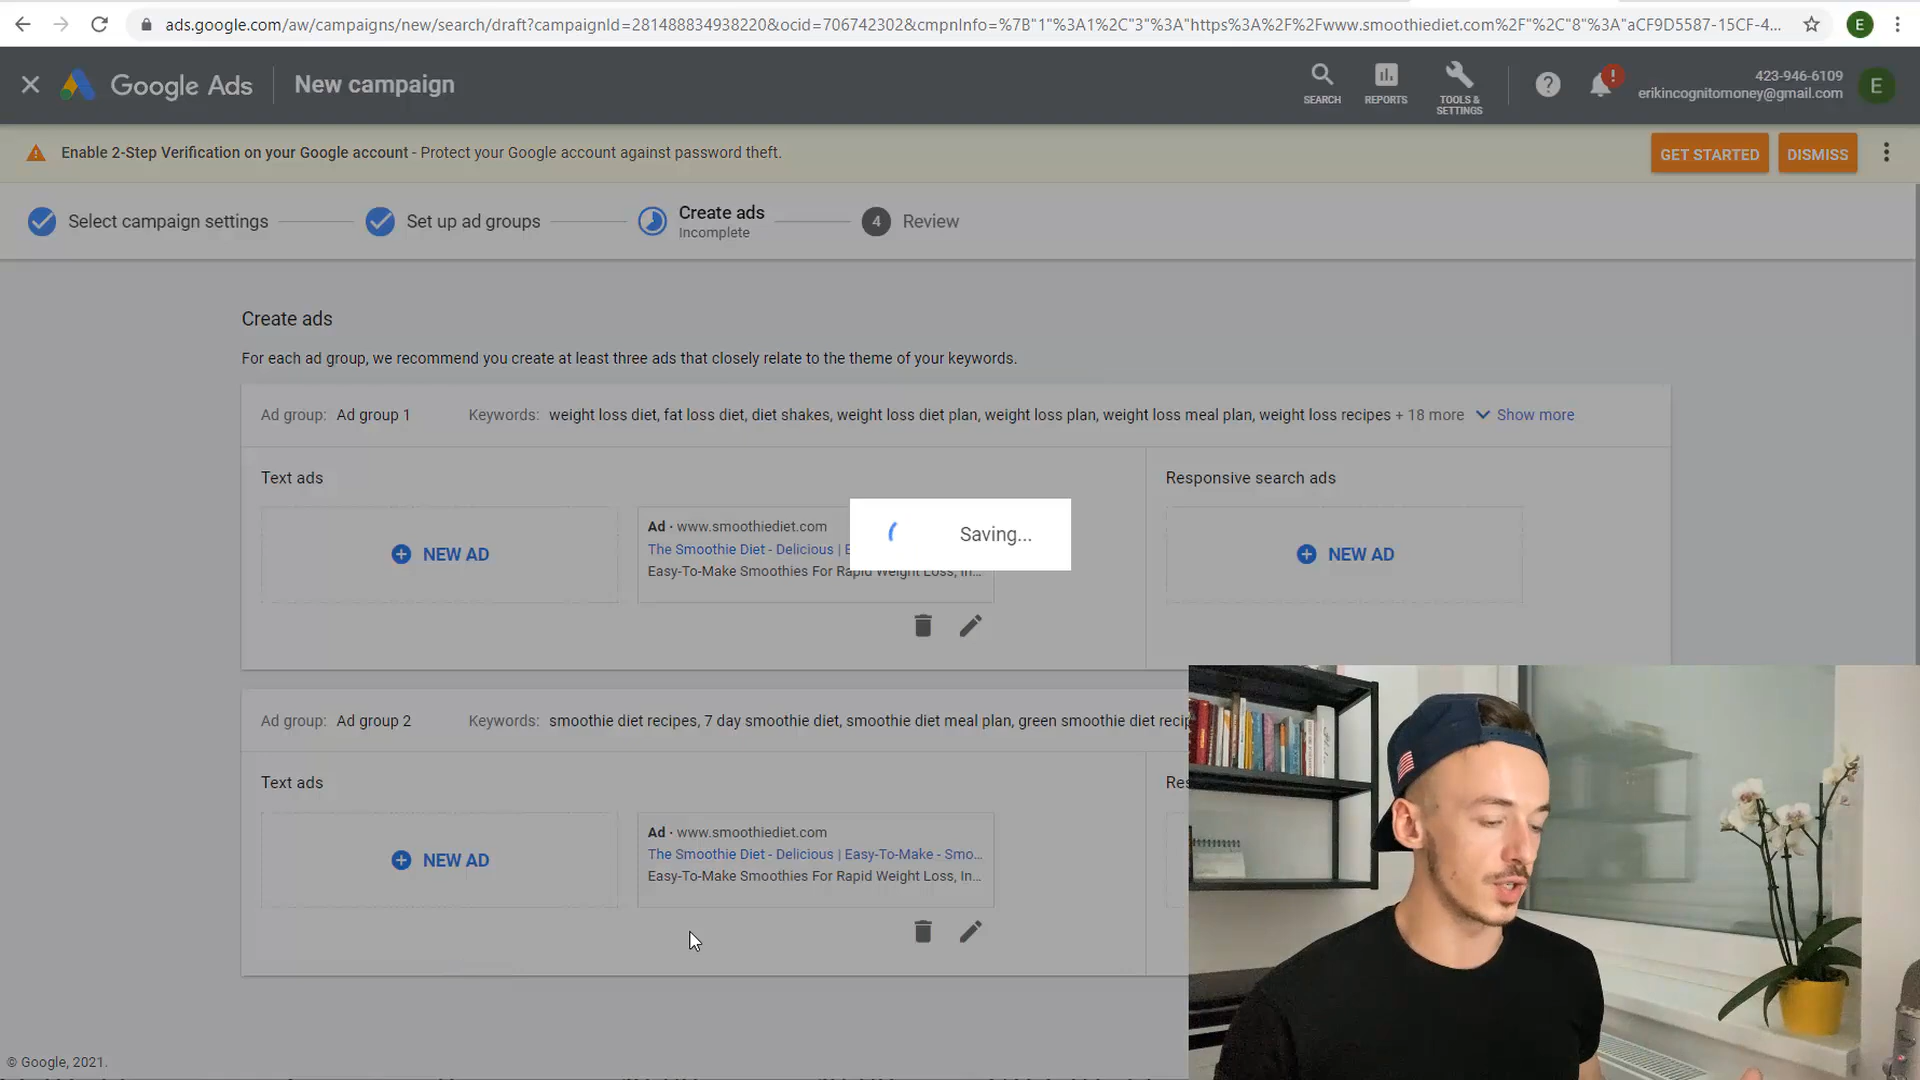 ads.google.com/aw/campaigns/new/search/draft?campaignId=281488834938220&ocid=706742302&cmpnInfo=%7B"1"%3A1%2C"3"%3A"https%3A%2F%2Fwww.smoothiediet.com%2F"%2C"8"%3A"aCF9D5587-15CF-4...
E
Google Ads
New campaign
SEARCH
REPORTS
TOOLS &
SETTINGS
?
!
423-946-6109
erikincognitomoney@gmail.com
E
Enable 2-Step Verification on your Google account - Protect your Google account against password theft.
GET STARTED
DISMISS
Select campaign settings
Set up ad groups
Create ads
Incomplete
4
Review
Create ads
For each ad group, we recommend you create at least three ads that closely relate to the theme of your keywords.
Ad group: Ad group 1
Keywords: weight loss diet, fat loss diet, diet shakes, weight loss diet plan, weight loss plan, weight loss meal plan, weight loss recipes + 18 more
Show more
Text ads
Responsive search ads
NEW AD
Ad · www.smoothiediet.com
The Smoothie Diet - Delicious |
Easy-To-Make Smoothies For Rapid Weight Loss, In...
Saving...
NEW AD
Ad group: Ad group 2
Keywords: smoothie diet recipes, 7 day smoothie diet, smoothie diet meal plan, green smoothie diet recip
Text ads
Res
NEW AD
Ad · www.smoothiediet.com
The Smoothie Diet - Delicious | Easy-To-Make - Smo...
Easy-To-Make Smoothies For Rapid Weight Loss, In...
© Google, 2021.